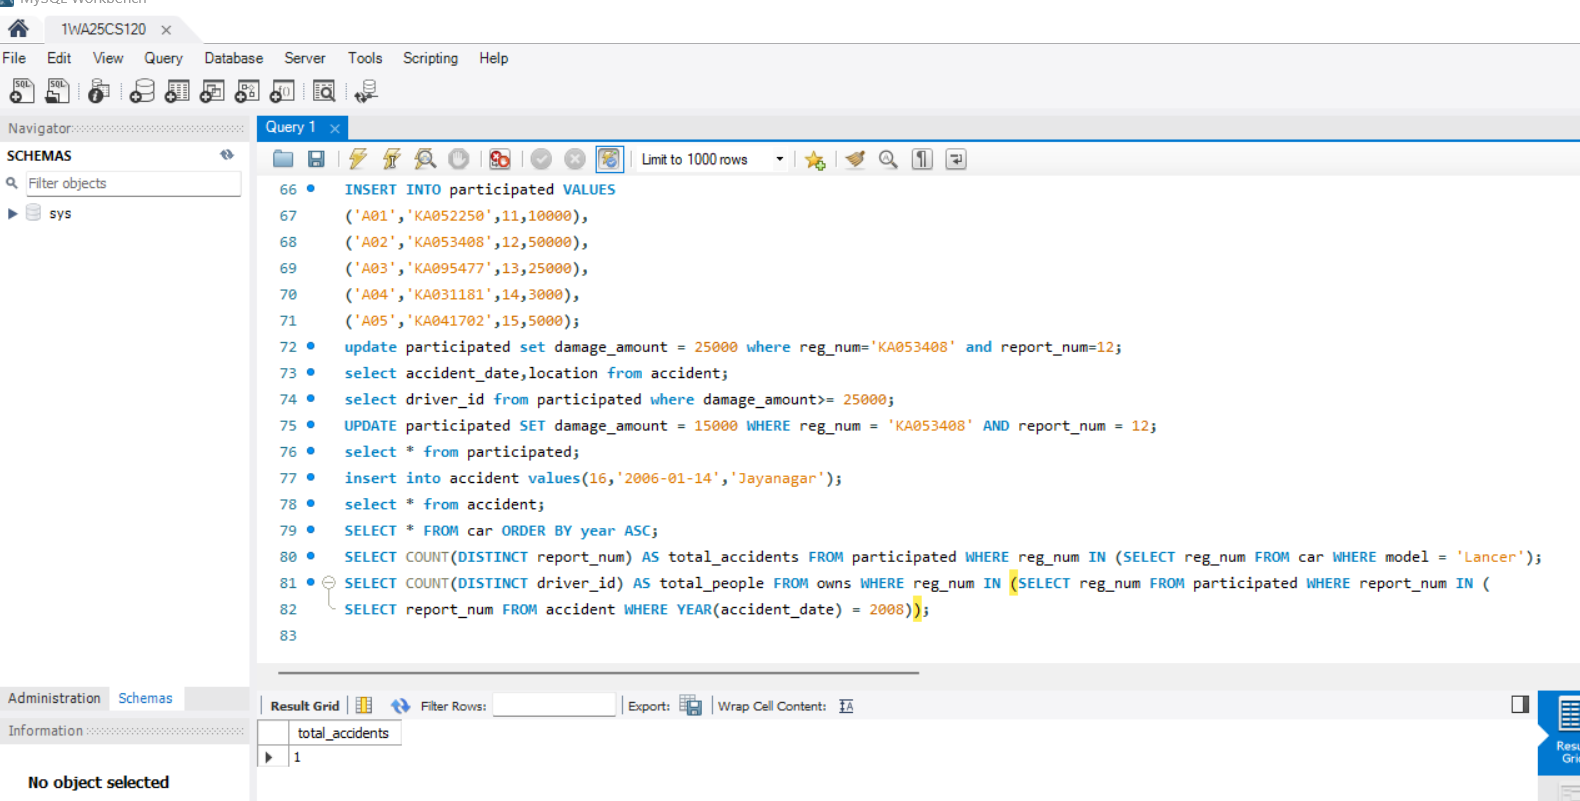 MySQL Workbench
1WA25CS120
File Edit View Query Database Server Tools Scripting Help
Navigator
SCHEMAS
Filter objects
sys
Query 1
Limit to 1000 rows
66 INSERT INTO participated VALUES
67 ('A01','KA052250',11,10000),
68 ('A02','KA053408',12,50000),
69 ('A03','KA095477',13,25000),
70 ('A04','KA031181',14,3000),
71 ('A05','KA041702',15,5000);
72 update participated set damage_amount = 25000 where reg_num='KA053408' and report_num=12;
73 select accident_date,location from accident;
74 select driver_id from participated where damage_amount>= 25000;
75 UPDATE participated SET damage_amount = 15000 WHERE reg_num = 'KA053408' AND report_num = 12;
76 select * from participated;
77 insert into accident values(16,'2006-01-14','Jayanagar');
78 select * from accident;
79 SELECT * FROM car ORDER BY year ASC;
80 SELECT COUNT(DISTINCT report_num) AS total_accidents FROM participated WHERE reg_num IN (SELECT reg_num FROM car WHERE model = 'Lancer');
81 SELECT COUNT(DISTINCT driver_id) AS total_people FROM owns WHERE reg_num IN (SELECT reg_num FROM participated WHERE report_num IN (
82 SELECT report_num FROM accident WHERE YEAR(accident_date) = 2008));
83
Administration Schemas
Information
No object selected
Result Grid Filter Rows: Export: Wrap Cell Content:
total_accidents
1